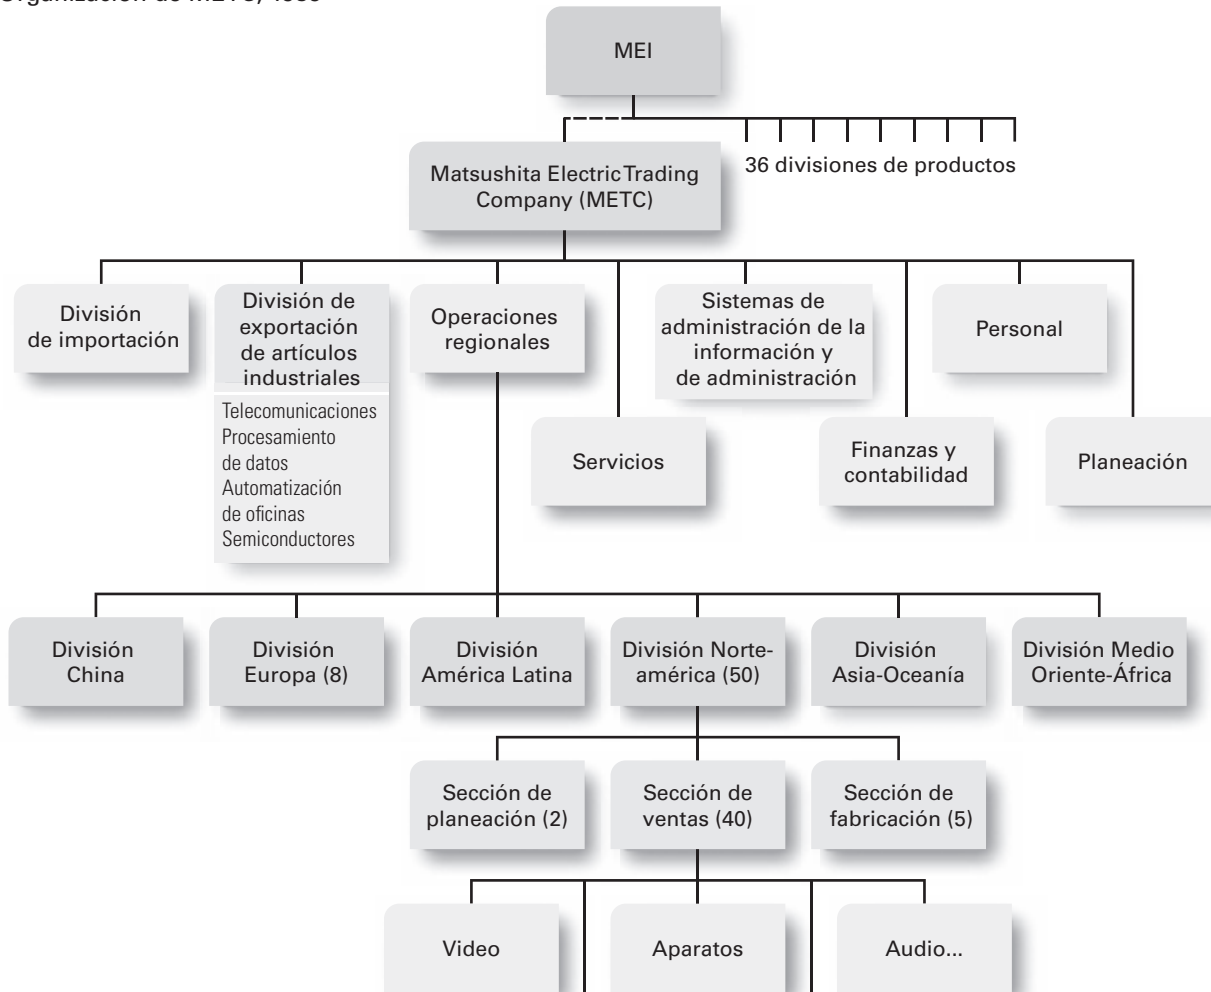 MEI
36 divisiones de productos
Matsushita Electric Trading
Company (METC)
División
de importación
División de
exportación
de artículos
industriales
Telecomunicaciones
Procesamiento
de datos
Automatización
de oficinas
Semiconductores
Operaciones
regionales
Servicios
Sistemas de
administración de la
información y
de administración
Finanzas y
contabilidad
Personal
Planeación
División
China
División
Europa (8)
División
América Latina
División Norte-
américa (50)
División
Asia-Oceanía
División Medio
Oriente-África
Sección de
planeación (2)
Sección de
ventas (40)
Sección de
fabricación (5)
Video
Aparatos
Audio...